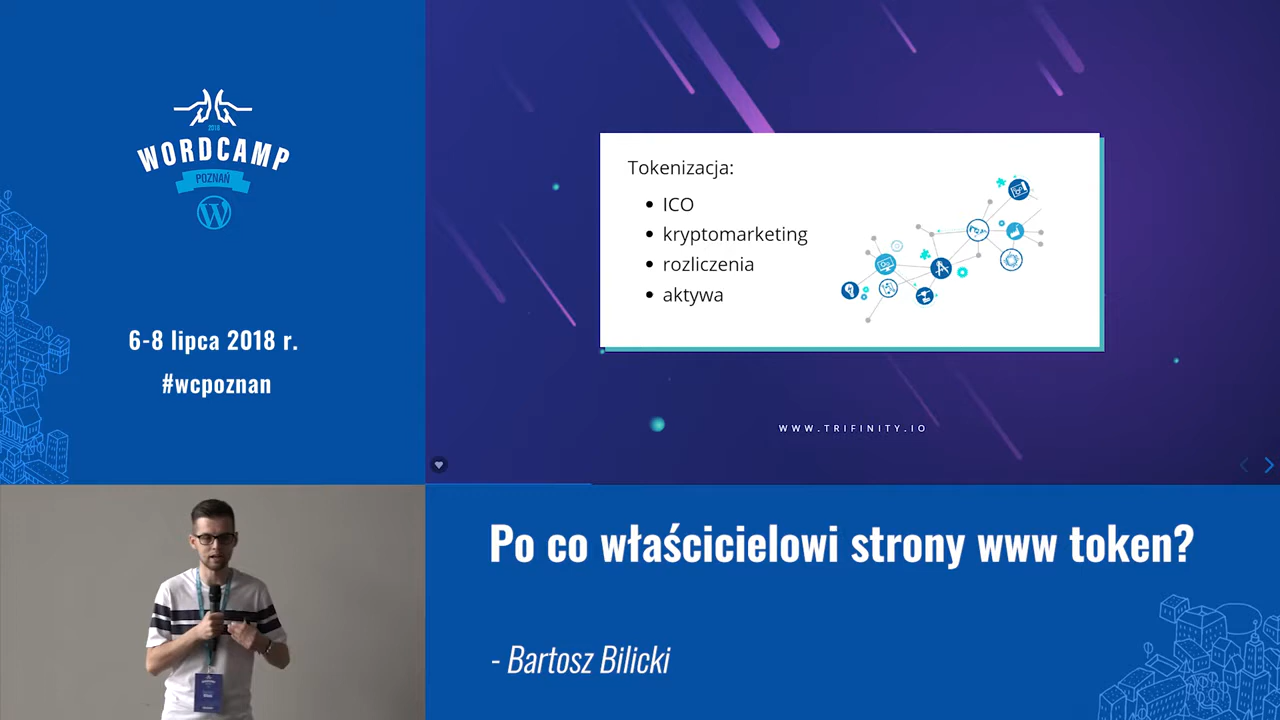 2018
WORDCAMP
POZNAŃ
6-8 lipca 2018 r.
#wcpoznan
Tokenizacja:
• ICO
• kryptomarketing
• rozliczenia
• aktywa
WWW.TRIFINITY.IO
Po co właścicielowi strony www token?
- Bartosz Bilicki